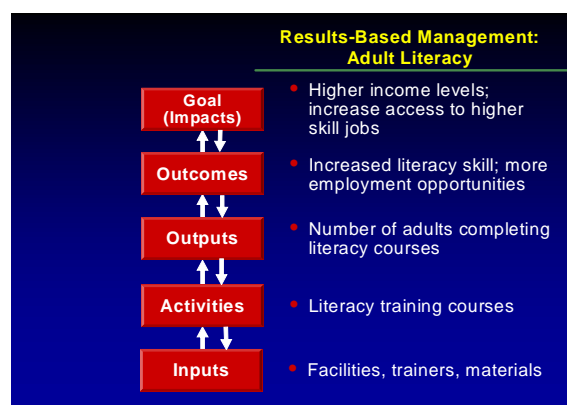 Results-Based Management:
Adult Literacy
Goal
(Impacts)
• Higher income levels;
increase access to higher
skill jobs
Outcomes
• Increased literacy skill; more
employment opportunities
Outputs
• Number of adults completing
literacy courses
Activities
• Literacy training courses
Inputs
• Facilities, trainers, materials